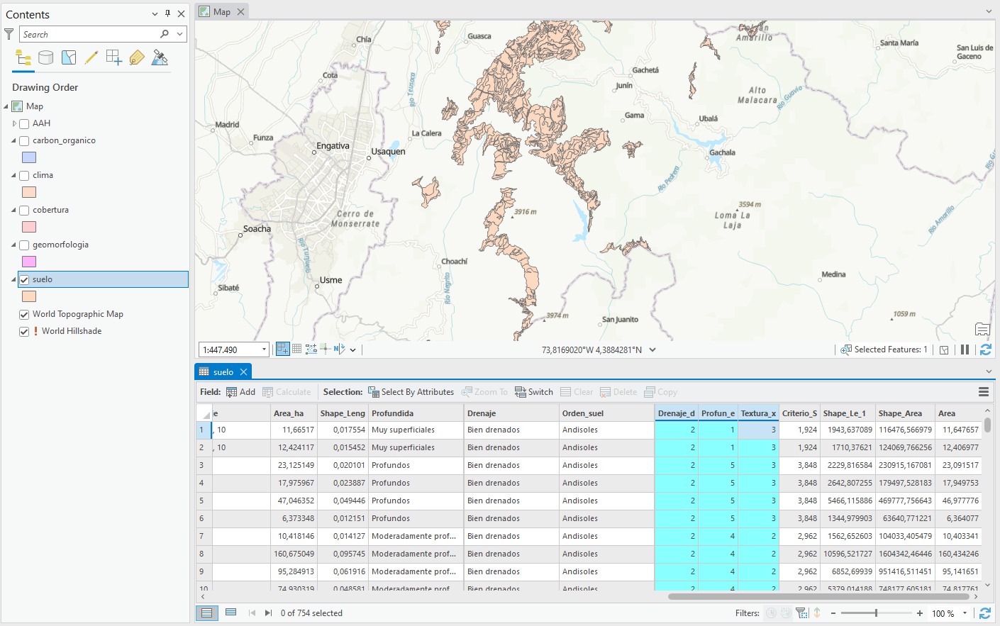 Contents
Search
Drawing Order
Map
AAH
carbon_organico
clima
cobertura
geomorfologia
suelo
World Topographic Map
! World Hillshade
Map
Chía
Guasca
Amarillo
Santa María
San Luis de
Gaceno
Cota
Río Teusacá
Gachetá
Junín
Alto
Malacara
Río Guavio
Madrid
Funza
Engativa
Usaquen
La Calera
Gama
Ubalá
Gachala
Río Pedrera
Cerro de
Monserrate
3916 m
3594 m
Loma La
Laja
Río Amarillo
Soacha
Río Tunjuelo
Choachí
Río Negrito
Sibaté
Usme
Medina
3974 m
San Juanito
1059 m
1:447.490
N
73,8169020°W 4,3884281°N
Selected Features: 1
suelo
Field: Add Calculate Selection: Select By Attributes Zoom To Switch Clear Delete Copy
Area_ha Shape_Leng Profundida Drenaje Orden_suel Drenaje_d Profun_e Textura_x Criterio_S Shape_Le_1 Shape_Area Area
1 , 10 11,66517 0,017554 Muy superficiales Bien drenados Andisoles 2 1 3 1,924 1943,637089 116476,566979 11,647657
2 , 10 12,424117 0,015452 Muy superficiales Bien drenados Andisoles 2 1 3 1,924 1710,37621 124069,766256 12,406977
3 23,125149 0,020101 Profundos Bien drenados Andisoles 2 5 3 3,848 2229,816584 230915,167081 23,091517
4 17,975967 0,023887 Profundos Bien drenados Andisoles 2 5 3 3,848 2642,807255 179497,528183 17,949753
5 47,046352 0,049446 Profundos Bien drenados Andisoles 2 5 3 3,848 5466,115886 469777,756643 46,977776
6 6,373348 0,012151 Profundos Bien drenados Andisoles 2 5 3 3,848 1344,979903 63640,771221 6,364077
7 10,418146 0,014127 Moderadamente prof... Bien drenados Andisoles 2 4 2 2,962 1562,652603 104033,405479 10,403341
8 160,675049 0,095745 Moderadamente prof... Bien drenados Andisoles 2 4 2 2,962 10596,521727 1604342,46446 160,434246
9 95,284913 0,061916 Moderadamente prof... Bien drenados Andisoles 2 4 2 2,962 6852,69939 951416,511451 95,141651
10 74,930319 0,048581 Moderadamente prof Bien drenados Andisoles 2 4 2 2,962 5379,014188 748177,605181 74,817761
0 of 754 selected
Filters:
100 %